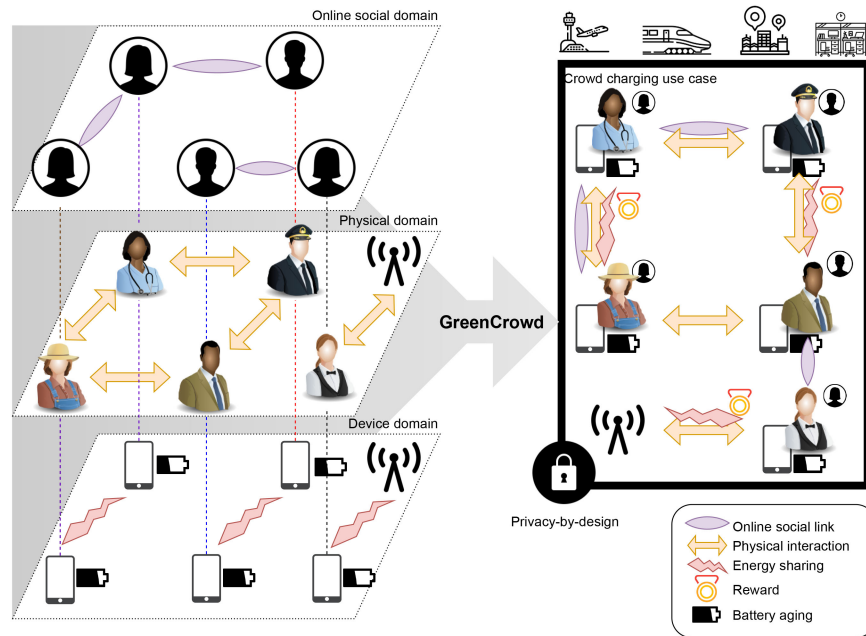 Online social domain
Physical domain
Device domain
GreenCrowd
Crowd charging use case
Privacy-by-design
Online social link
Physical interaction
Energy sharing
Reward
Battery aging